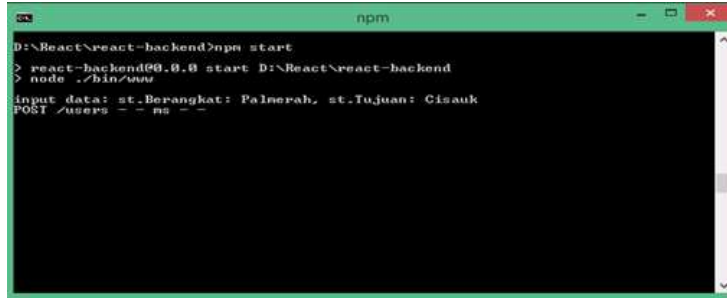 npm
D:\React\react-backend>npm start
> react-backend@0.0.0 start D:\React\react-backend
> node ./bin/www
input data: st.Berangkat: Palmerah, st.Tujuan: Cisauk
POST /users - - ms - -